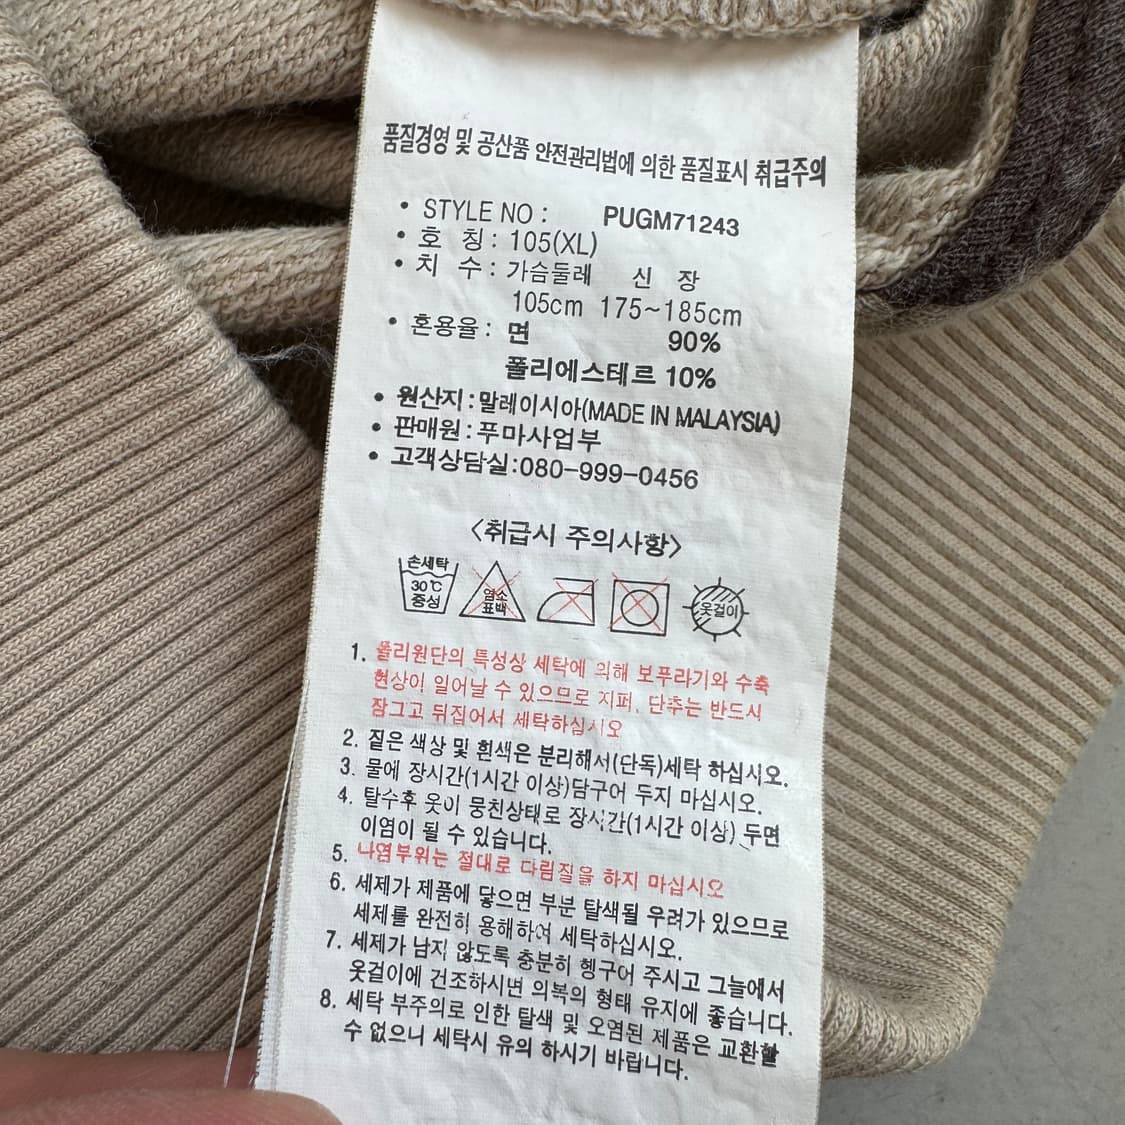 품질경영 및 공산품 안전관리법에 의한 품질표시 취급주의
• STYLE NO : PUGM71243
• 호 칭 : 105(XL)
• 치 수 : 가슴둘레 신 장
105cm 175~185cm
• 혼용율 : 면 90%
폴리에스테르 10%
• 원산지 : 말레이시아(MADE IN MALAYSIA)
• 판매원 : 푸마사업부
• 고객상담실:080-999-0456
<취급시 주의사항>
손세탁
30℃
중성
염소
표백
옷걸이
1. 폴리원단의 특성상 세탁에 의해 보푸라기와 수축
현상이 일어날 수 있으므로 지퍼, 단추는 반드시
잠그고 뒤집어서 세탁하십시오
2. 짙은 색상 및 흰색은 분리해서(단독)세탁 하십시오.
3. 물에 장시간(1시간 이상)담구어 두지 마십시오.
4. 탈수후 옷이 뭉친상태로 장시간(1시간 이상) 두면
이염이 될 수 있습니다.
5. 나염부위는 절대로 다림질을 하지 마십시오
6. 세제가 제품에 닿으면 부분 탈색될 우려가 있으므로
세제를 완전히 용해하여 세탁하십시오.
7. 세제가 남지 않도록 충분히 헹구어 주시고 그늘에서
옷걸이에 건조하시면 의복의 형태 유지에 좋습니다.
8. 세탁 부주의로 인한 탈색 및 오염된 제품은 교환할
수 없으니 세탁시 유의 하시기 바랍니다.